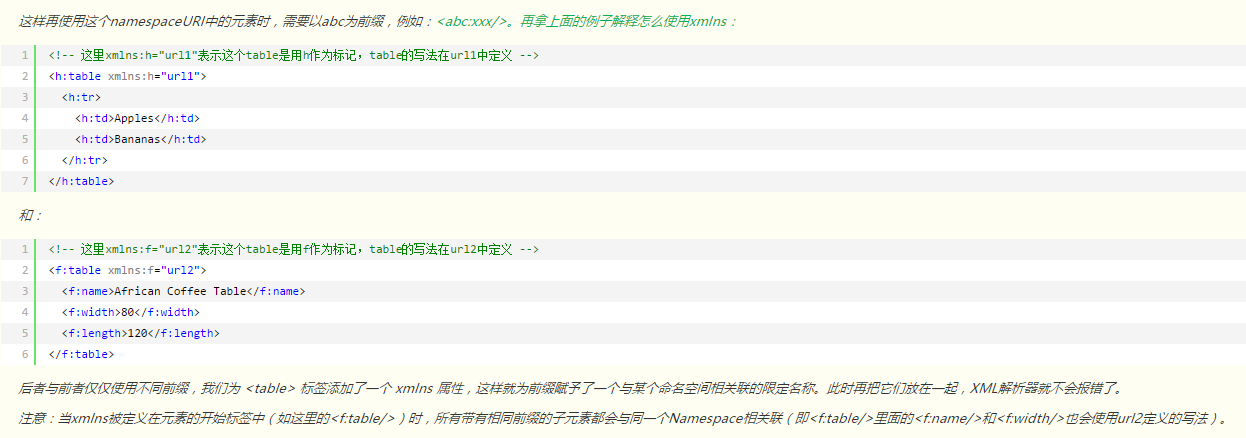 这样再使用这个namespaceURI中的元素时，需要以abc为前缀，例如：<abc:xxx/>。再拿上面的例子解释怎么使用xmlns：
1 <!-- 这里xmlns:h="url1"表示这个table是用h作为标记，table的写法在url1中定义 -->
2 <h:table xmlns:h="url1">
3 <h:tr>
4 <h:td>Apples</h:td>
5 <h:td>Bananas</h:td>
6 </h:tr>
7 </h:table>
和：
1 <!-- 这里xmlns:f="url2"表示这个table是用f作为标记，table的写法在url2中定义 -->
2 <f:table xmlns:f="url2">
3 <f:name>African Coffee Table</f:name>
4 <f:width>80</f:width>
5 <f:length>120</f:length>
6 </f:table>
后者与前者仅仅使用不同前缀，我们为 <table> 标签添加了一个 xmlns 属性，这样就为前缀赋予了一个与某个命名空间相关联的限定名称。此时再把它们放在一起，XML解析器就不会报错了。
注意：当xmlns被定义在元素的开始标签中（如这里的<f:table/>）时，所有带有相同前缀的子元素都会与同一个Namespace相关联（即<f:table/>里面的<f:name/>和<f:width/>也会使用url2定义的写法）。